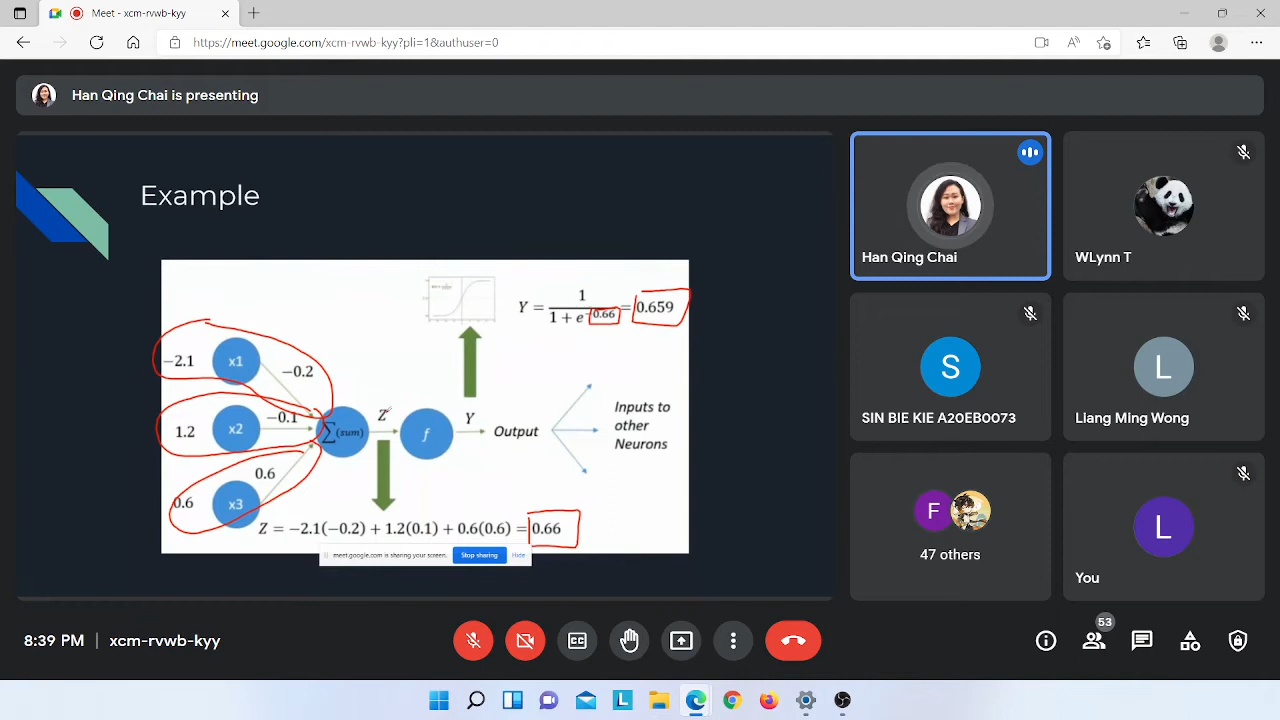 Meet - xcm-rvwb-kyy
https://meet.google.com/xcm-rvwb-kyy?pli=1&authuser=0
Han Qing Chai is presenting
Example
Y = 1 / 1 + e^-0.66 = 0.659
−2.1
x1
−0.2
1.2
x2
−0.1
∑(sum)
Z
f
Y
Output
Inputs to
other
Neurons
0.6
x3
0.6
Z = −2.1(−0.2) + 1.2(0.1) + 0.6(0.6) = 0.66
meet.google.com is sharing your screen.
Stop sharing
Hide
Han Qing Chai
WLynn T
S
SIN BIE KIE A20EB0073
L
Liang Ming Wong
F
47 others
L
You
8:39 PM | xcm-rvwb-kyy
53